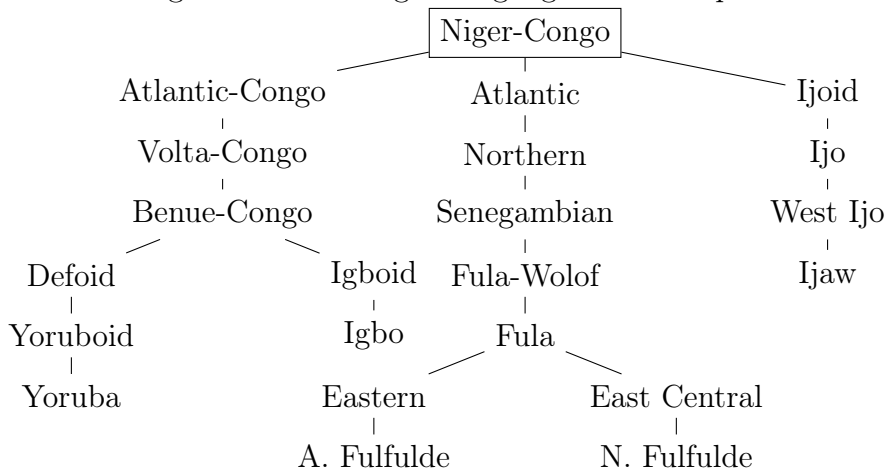 Niger-Congo
Atlantic-Congo Atlantic Ijoid
Volta-Congo Northern Ijo
Benue-Congo Senegambian West Ijo
Defoid Igboid Fula-Wolof Ijaw
Yoruboid Igbo Fula
Yoruba Eastern East Central
A. Fulfulde N. Fulfulde